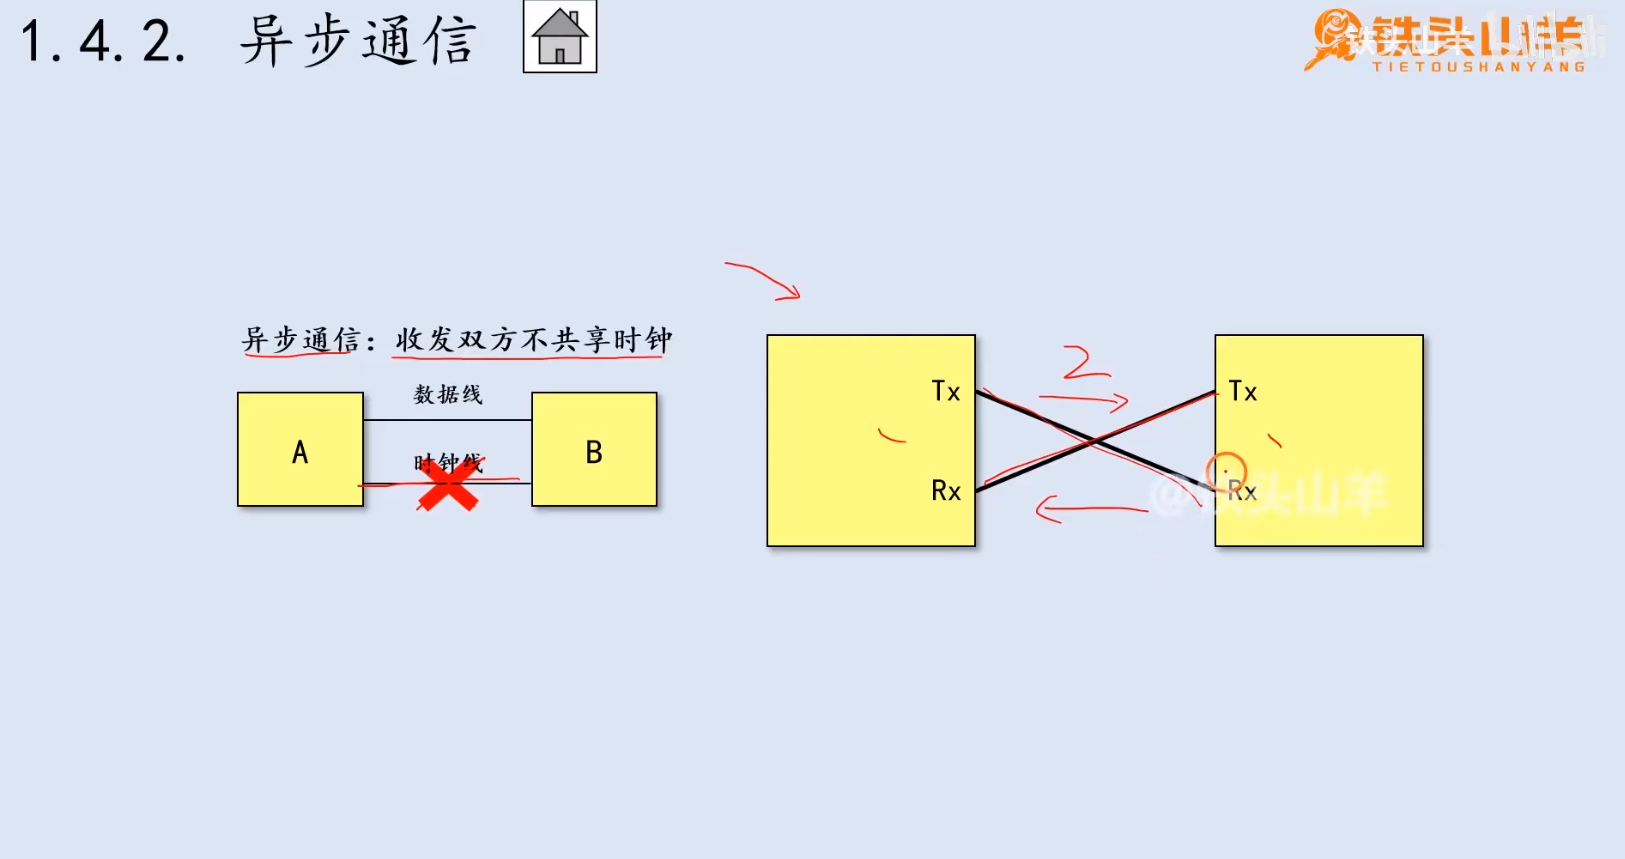 1.4.2. 异步通信
铁头山羊
TIETOUSHANYANG
异步通信：收发双方不共享时钟
数据线
时钟线
A
B
2
Tx
Tx
Rx
Rx
@铁头山羊